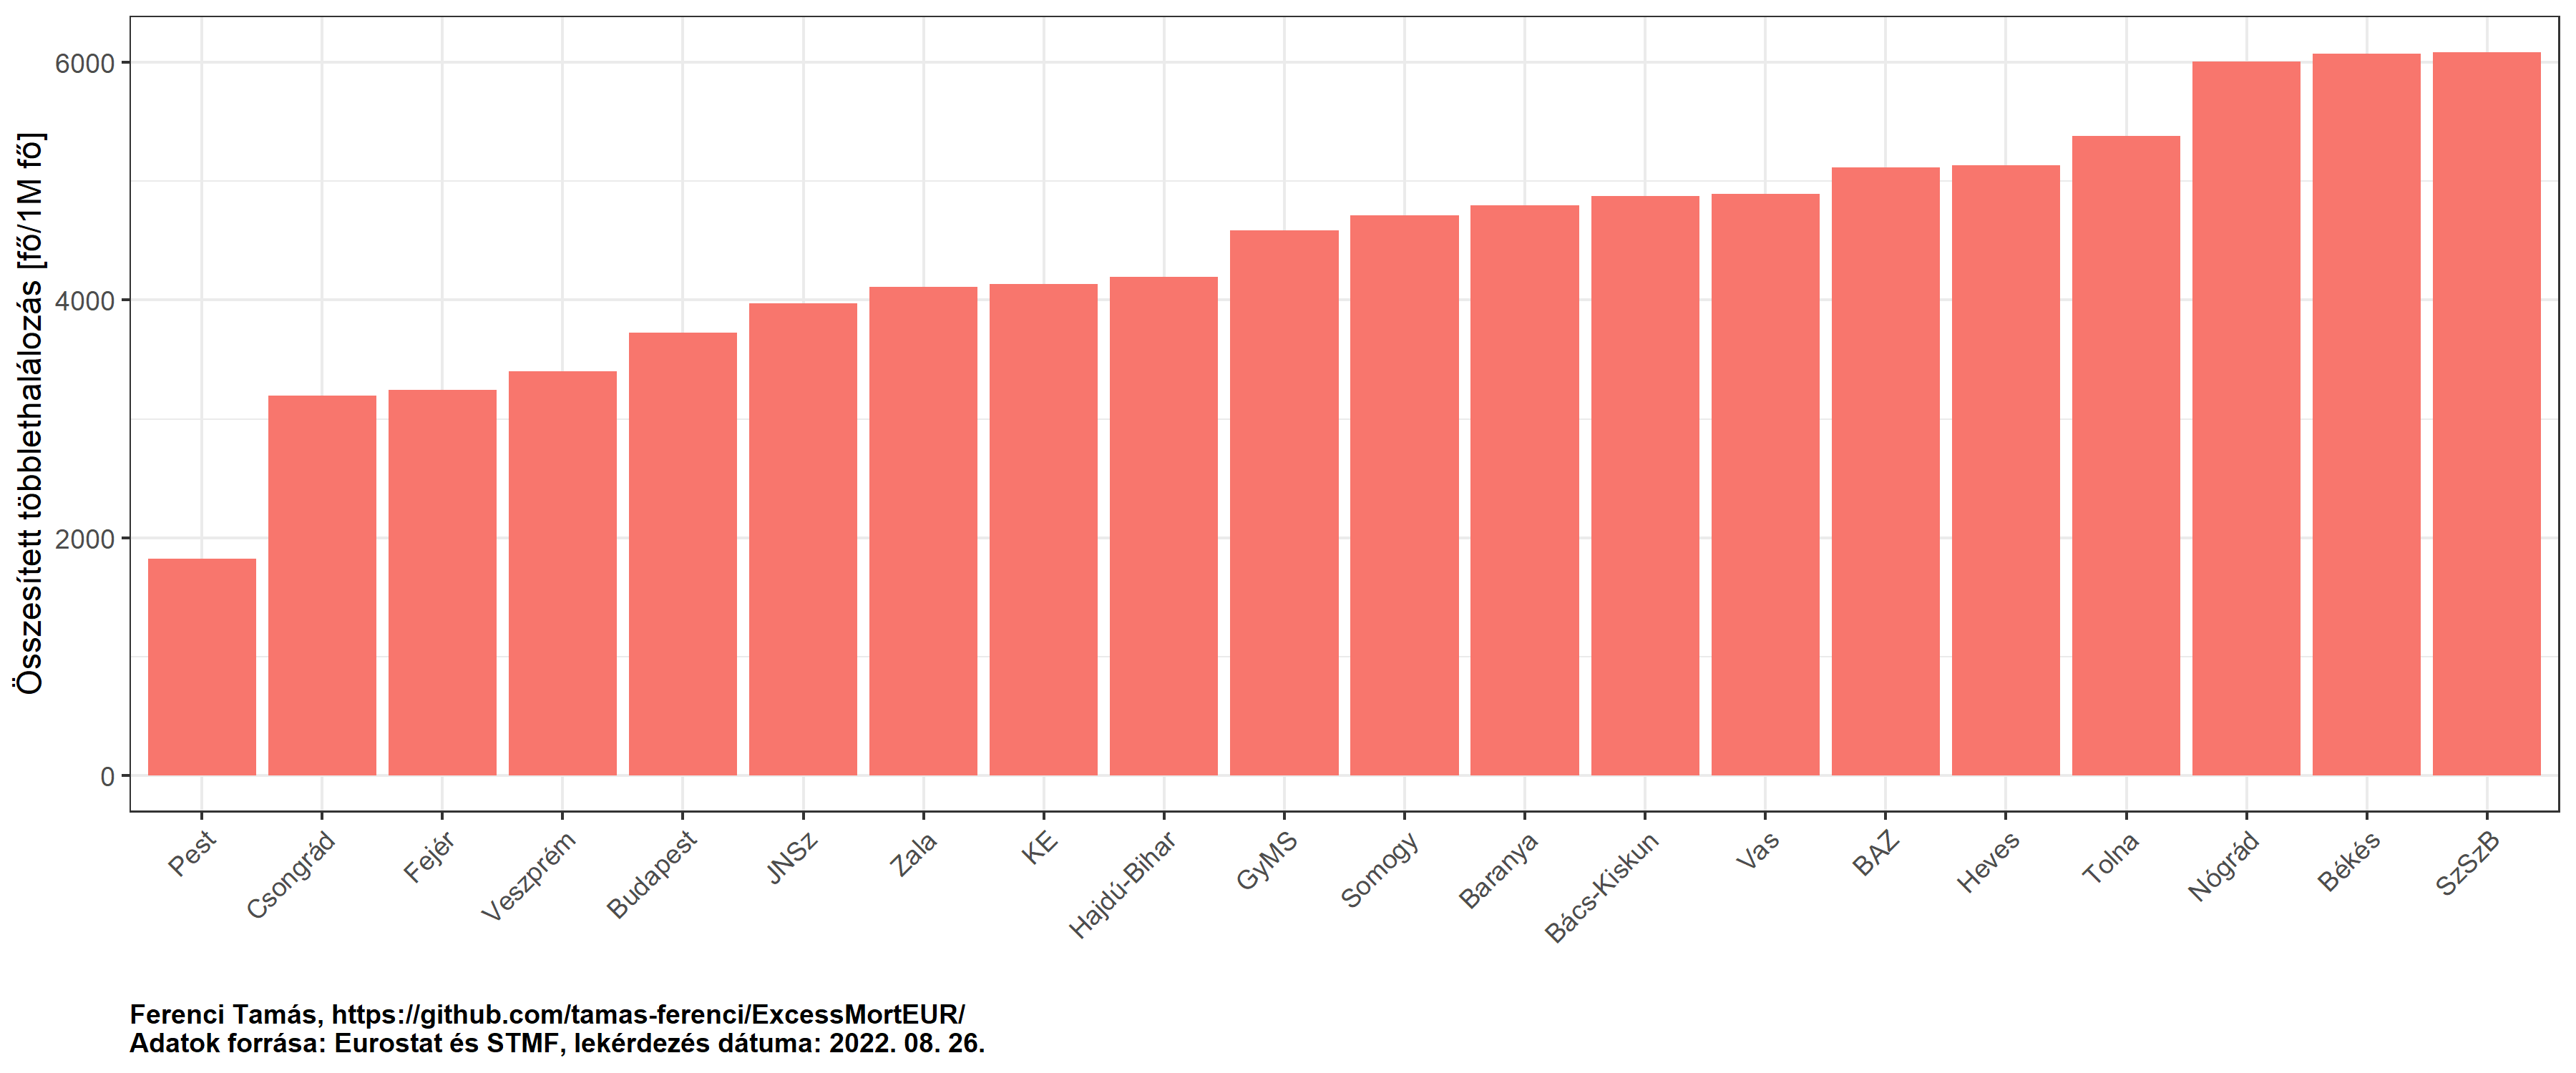 Összesített többlethalálozás [fő/1M fő]
6000
4000
2000
0
Pest
Csongrád
Fejér
Veszprém
Budapest
JNSz
Zala
KE
Hajdú-Bihar
GyMS
Somogy
Baranya
Bács-Kiskun
Vas
BAZ
Heves
Tolna
Nógrád
Békés
SzSzB
Ferenci Tamás, https://github.com/tamas-ferenci/ExcessMortEUR/
Adatok forrása: Eurostat és STMF, lekérdezés dátuma: 2022. 08. 26.